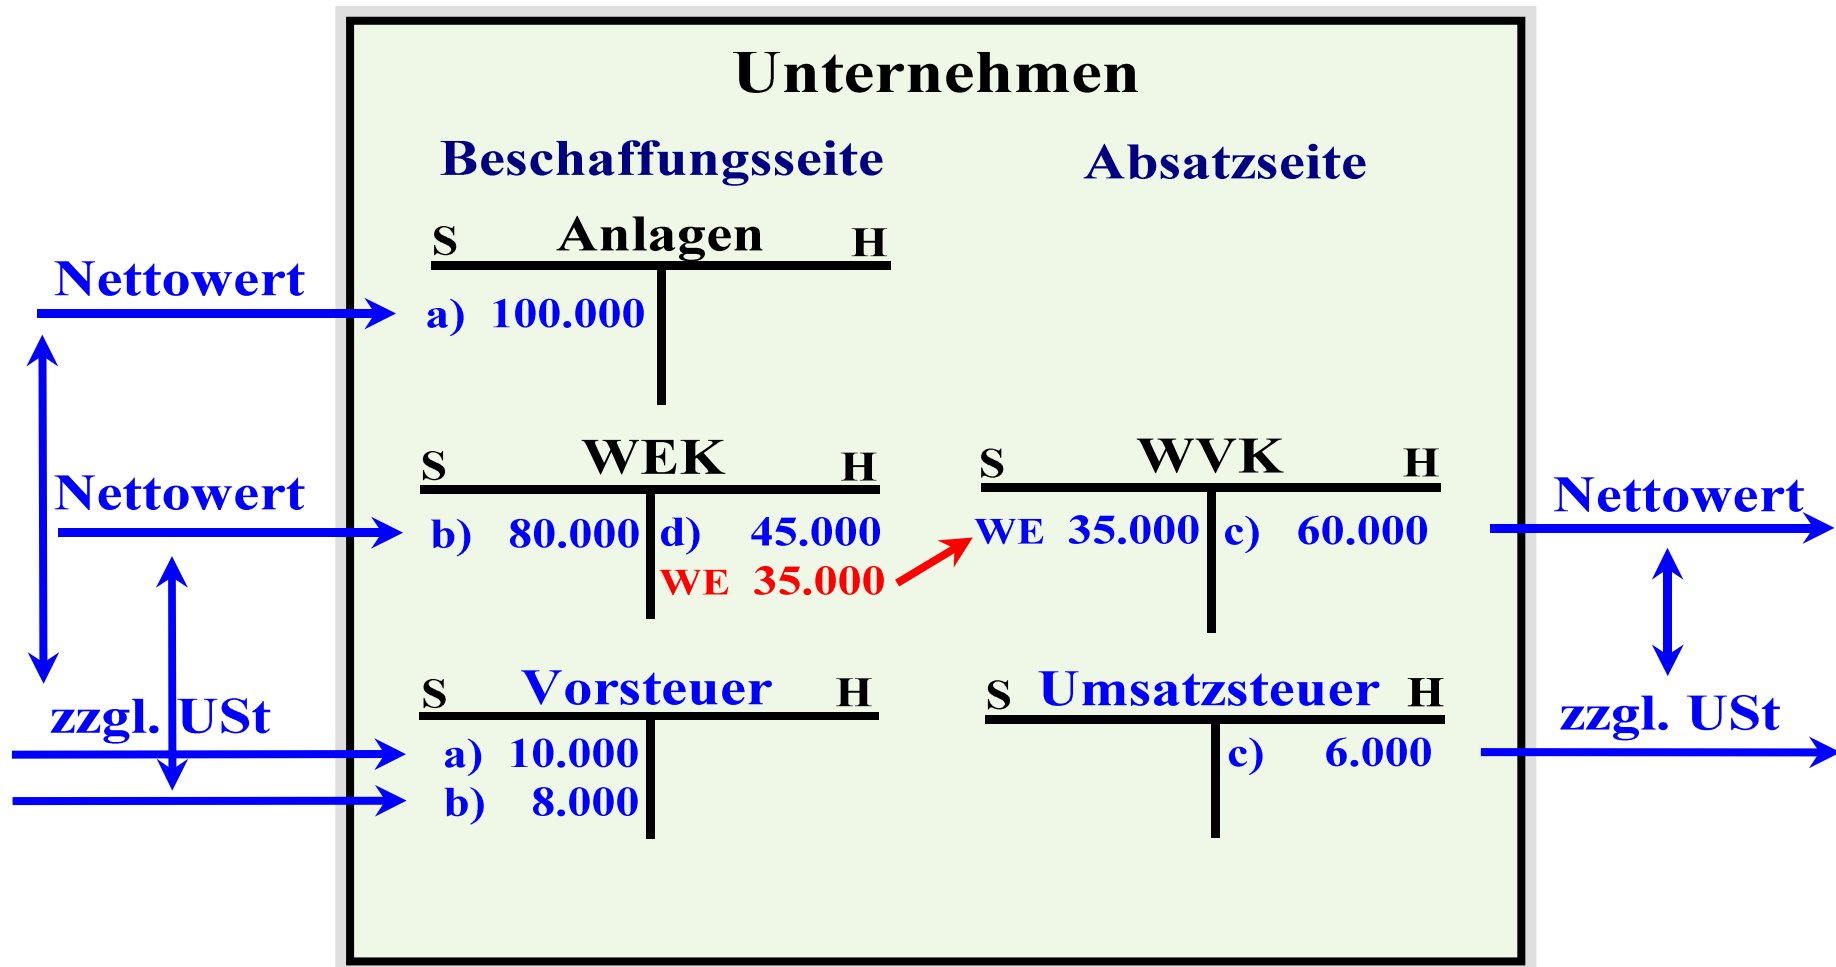 Unternehmen
Beschaffungsseite
Absatzseite
S Anlagen H
Nettowert
a) 100.000
S WEK H
S WVK H
Nettowert
Nettowert
b) 80.000 d) 45.000
WE 35.000 c) 60.000
WE 35.000
S Vorsteuer H
S Umsatzsteuer H
zzgl. USt
zzgl. USt
a) 10.000
c) 6.000
b) 8.000